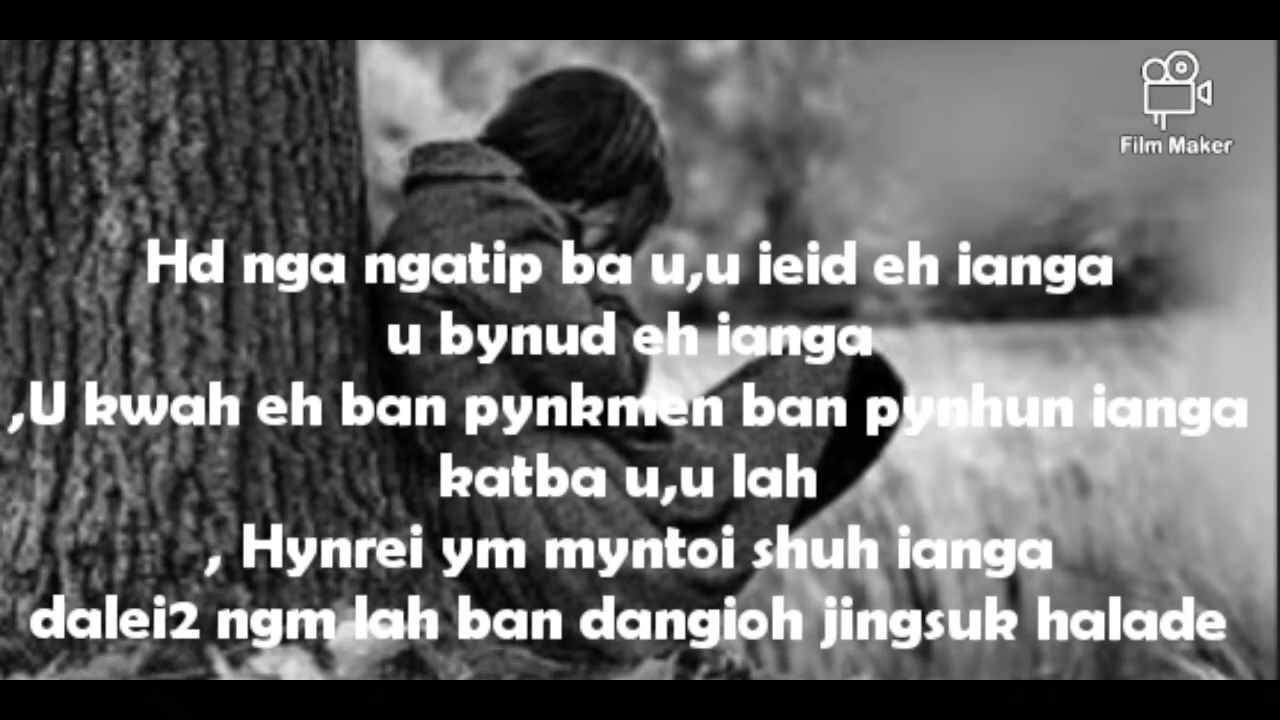 Film Maker
Hd nga ngatip ba u,u ieid eh ianga
u bynud eh ianga
,U kwah eh ban pynkmen ban pynhun ianga
katba u,u lah
, Hynrei ym myntoi shuh ianga
dalei2 ngm lah ban dangioh jingsuk halade